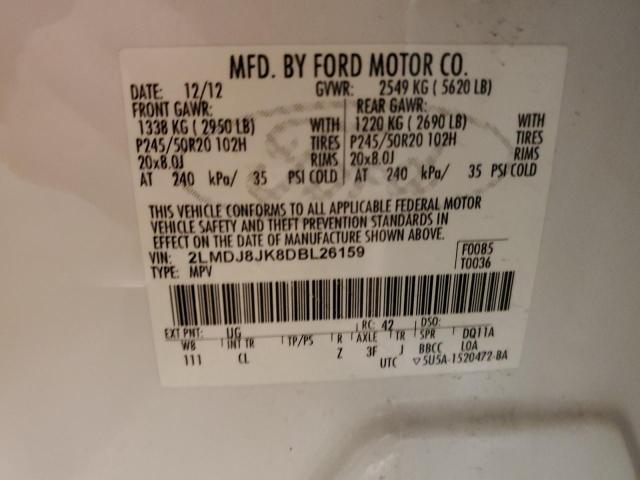 MFD. BY FORD MOTOR CO.
DATE: 12/12 GVWR: 2549 KG ( 5620 LB)
FRONT GAWR: REAR GAWR:
1338 KG ( 2950 LB) WITH 1220 KG ( 2690 LB) WITH
P245/50R20 102H TIRES P245/50R20 102H TIRES
20x8.0J RIMS 20x8.0J RIMS
AT 240 kPa/ 35 PSI COLD AT 240 kPa/ 35 PSI COLD
THIS VEHICLE CONFORMS TO ALL APPLICABLE FEDERAL MOTOR
VEHICLE SAFETY AND THEFT PREVENTION STANDARDS IN
EFFECT ON THE DATE OF MANUFACTURE SHOWN ABOVE.
VIN: 2LMDJ8JK8DBL26159 F0085
TYPE: MPV T0036
EXT PNT: UG RC: 42 DSO:
WB INT TR TP/PS R AXLE TR SPR DQ11A
111 CL Z 3F J BBCC LOA
UTC ▽5U5A-1520472-BA